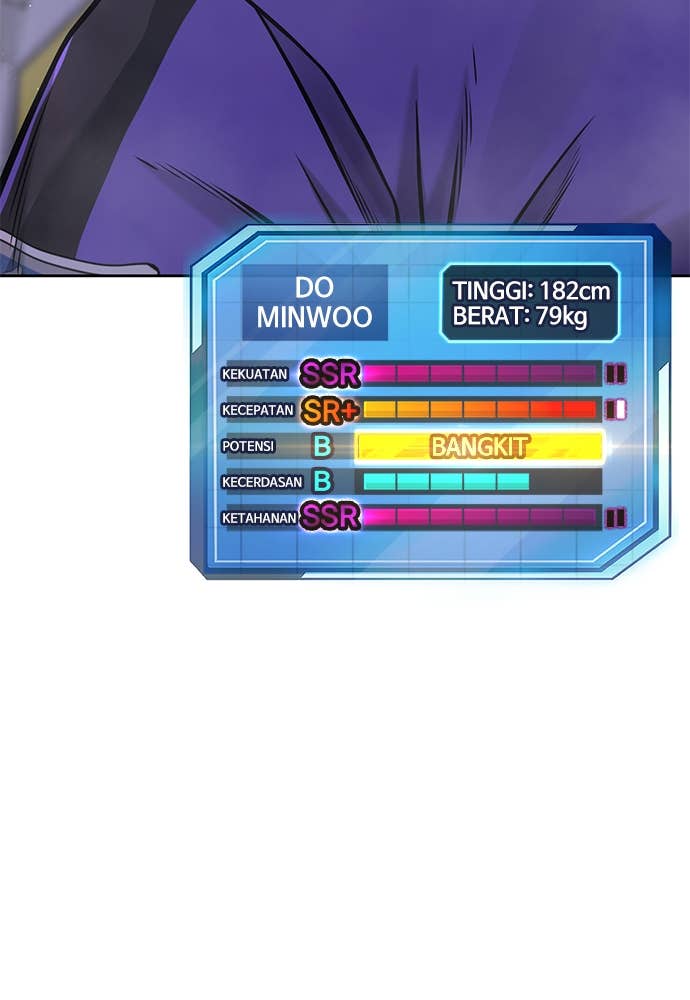 DO
MINWOO
TINGGI: 182cm
BERAT: 79kg
KEKUATAN SSR
KECEPATAN SR+
POTENSI B BANGKIT
KECERDASAN B
KETAHANAN SSR